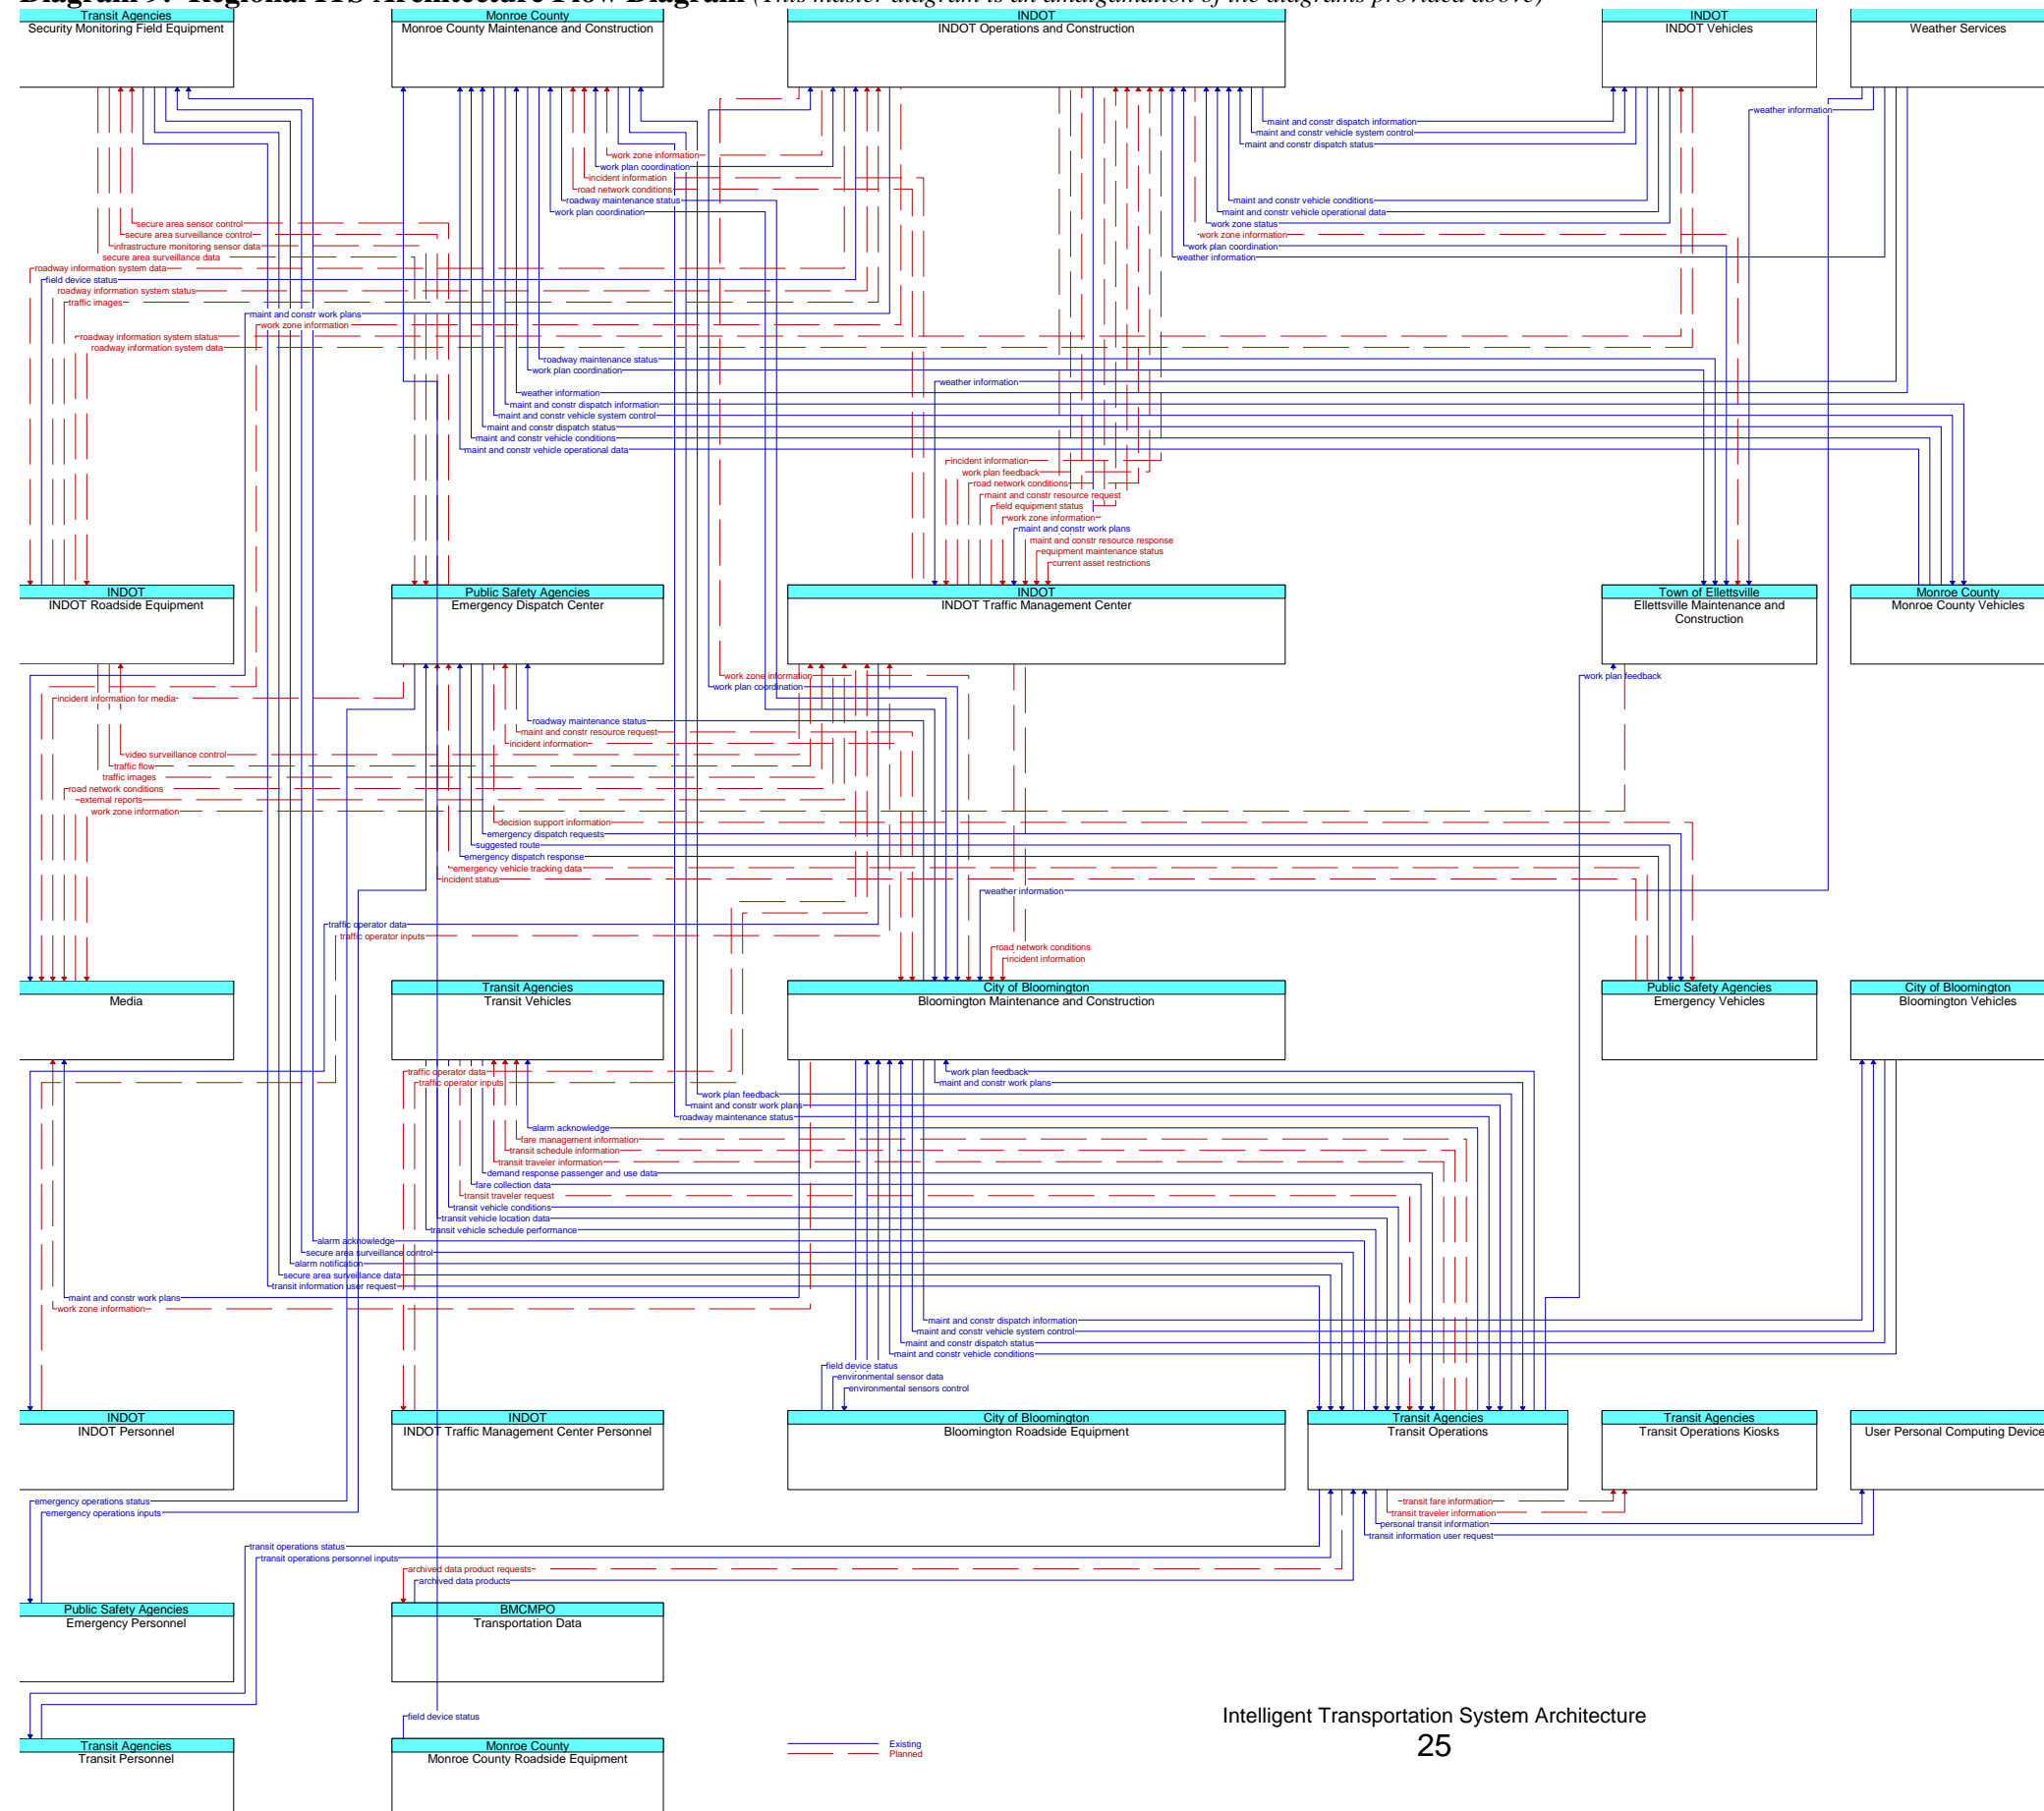 Diagram 9: Regional ITS Architecture Flow Diagram (This master diagram is an amalgamation of the diagrams provided above)
Transit Agencies
Security Monitoring Field Equipment
Monroe County
Monroe County Maintenance and Construction
INDOT
INDOT Operations and Construction
INDOT
INDOT Vehicles
Weather Services
weather information
maint and constr dispatch information
maint and constr vehicle system control
maint and constr dispatch status
work zone information
work plan coordination
incident information
road network conditions
roadway maintenance status
work plan coordination
maint and constr vehicle conditions
maint and constr vehicle operational data
work zone status
work zone information
work plan coordination
weather information
secure area sensor control
secure area surveillance control
infrastructure monitoring sensor data
secure area surveillance data
roadway information system data
field device status
roadway information system status
traffic images
maint and constr work plans
work zone information
roadway information system status
roadway information system data
roadway maintenance status
work plan coordination
weather information
weather information
maint and constr dispatch information
maint and constr vehicle system control
maint and constr dispatch status
maint and constr vehicle conditions
maint and constr vehicle operational data
incident information
work plan feedback
road network conditions
maint and constr resource request
field equipment status
work zone information
maint and constr work plans
maint and constr resource response
equipment maintenance status
current asset restrictions
INDOT
INDOT Roadside Equipment
Public Safety Agencies
Emergency Dispatch Center
INDOT
INDOT Traffic Management Center
Town of Ellettsville
Ellettsville Maintenance and
Construction
Monroe County
Monroe County Vehicles
work zone information
work plan coordination
work plan feedback
incident information for media
roadway maintenance status
maint and constr resource request
incident information
video surveillance control
traffic flow
traffic images
road network conditions
external reports
work zone information
decision support information
emergency dispatch requests
suggested route
emergency dispatch response
emergency vehicle tracking data
incident status
weather information
traffic operator data
traffic operator inputs
road network conditions
incident information
Media
Transit Agencies
Transit Vehicles
City of Bloomington
Bloomington Maintenance and Construction
Public Safety Agencies
Emergency Vehicles
City of Bloomington
Bloomington Vehicles
traffic operator data
traffic operator inputs
work plan feedback
maint and constr work plans
work plan feedback
maint and constr work plans
roadway maintenance status
alarm acknowledge
fare management information
transit schedule information
transit traveler information
demand response passenger and use data
fare collection data
transit traveler request
transit vehicle conditions
transit vehicle location data
transit vehicle schedule performance
alarm acknowledge
secure area surveillance control
alarm notification
secure area surveillance data
transit information user request
maint and constr work plans
work zone information
maint and constr dispatch information
maint and constr vehicle system control
maint and constr dispatch status
maint and constr vehicle conditions
field device status
environmental sensor data
environmental sensors control
INDOT
INDOT Personnel
INDOT
INDOT Traffic Management Center Personnel
City of Bloomington
Bloomington Roadside Equipment
Transit Agencies
Transit Operations
Transit Agencies
Transit Operations Kiosks
User Personal Computing Device
emergency operations status
emergency operations inputs
transit fare information
transit traveler information
personal transit information
transit information user request
transit operations status
transit operations personnel inputs
archived data product requests
archived data products
Public Safety Agencies
Emergency Personnel
BMCMPO
Transportation Data
field device status
Transit Agencies
Transit Personnel
Monroe County
Monroe County Roadside Equipment
Existing
Planned
Intelligent Transportation System Architecture
25